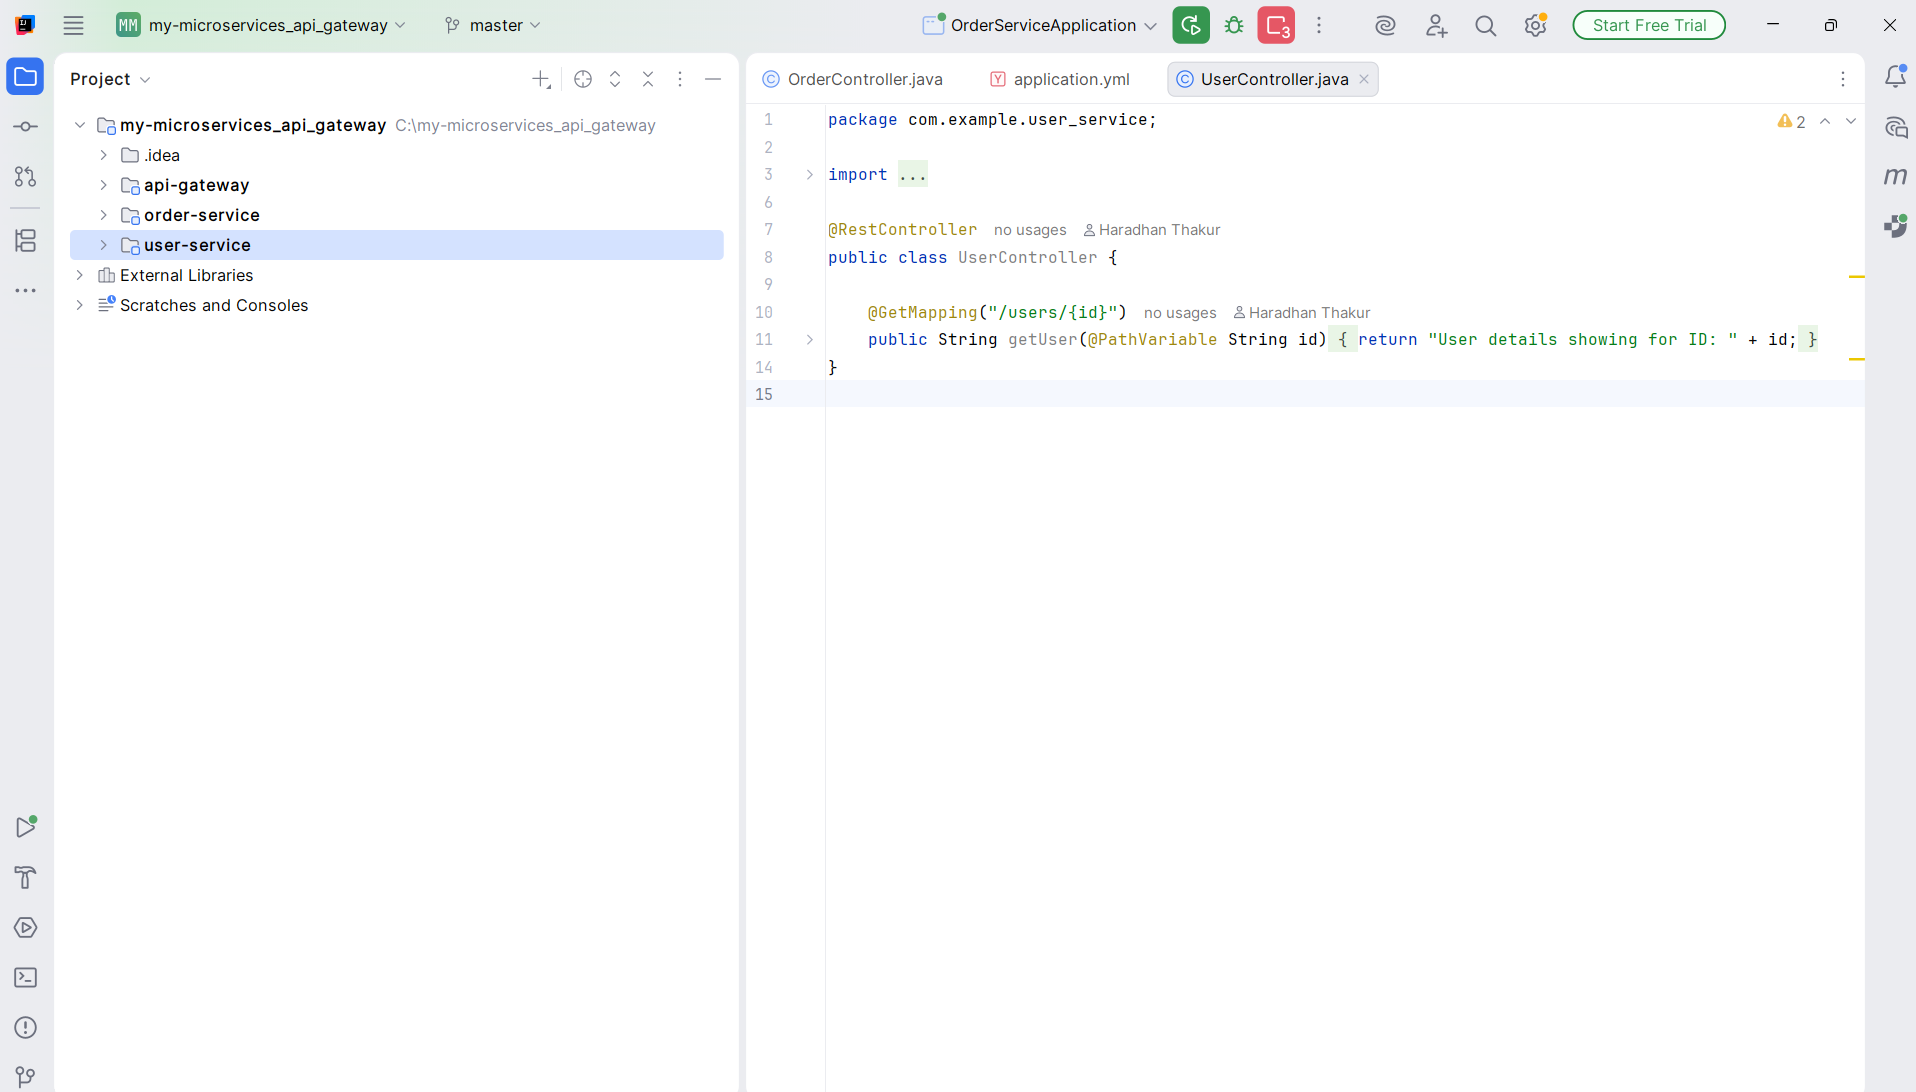 MM my-microservices_api_gateway master OrderServiceApplication 3 Start Free Trial
Project
OrderController.java application.yml UserController.java
my-microservices_api_gateway C:\my-microservices_api_gateway
.idea
api-gateway
order-service
user-service
External Libraries
Scratches and Consoles
1 package com.example.user_service;
2
3 import ...
6
7 @RestController no usages Haradhan Thakur
8 public class UserController {
9
10 @GetMapping("/users/{id}") no usages Haradhan Thakur
11 public String getUser(@PathVariable String id) { return "User details showing for ID: " + id; }
14 }
15
2
m